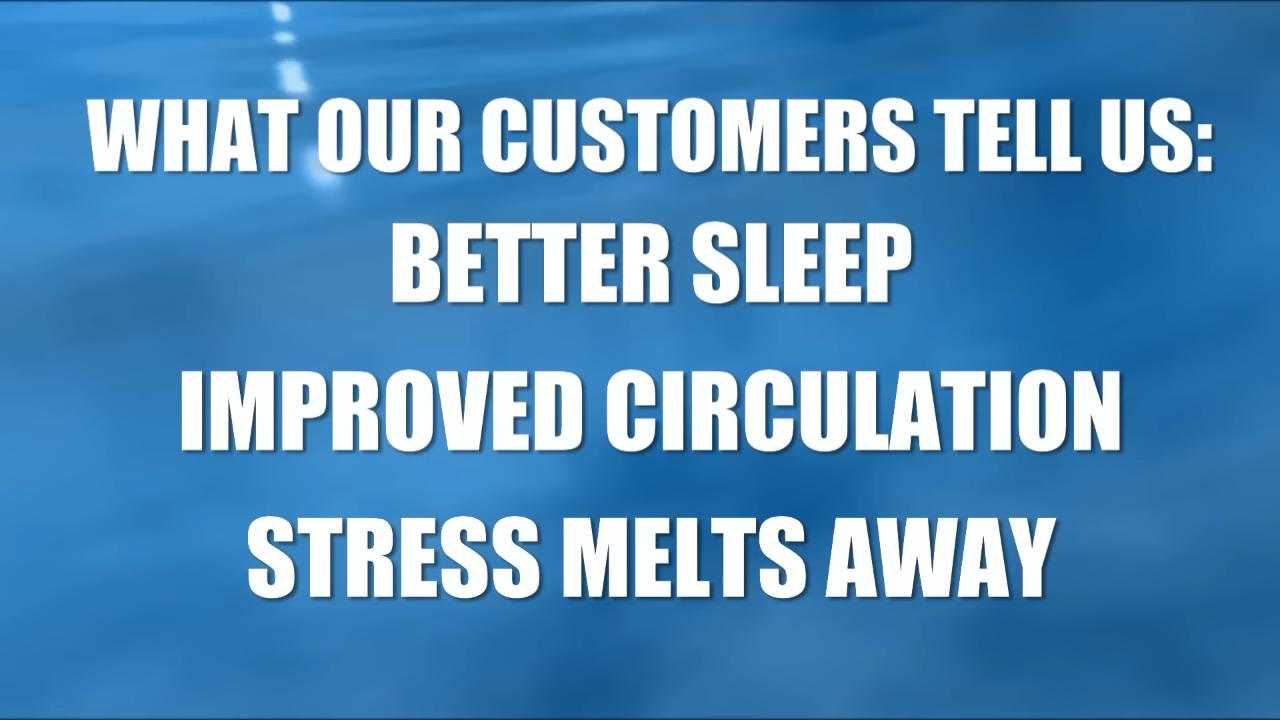 WHAT OUR CUSTOMERS TELL US:
BETTER SLEEP
IMPROVED CIRCULATION
STRESS MELTS AWAY